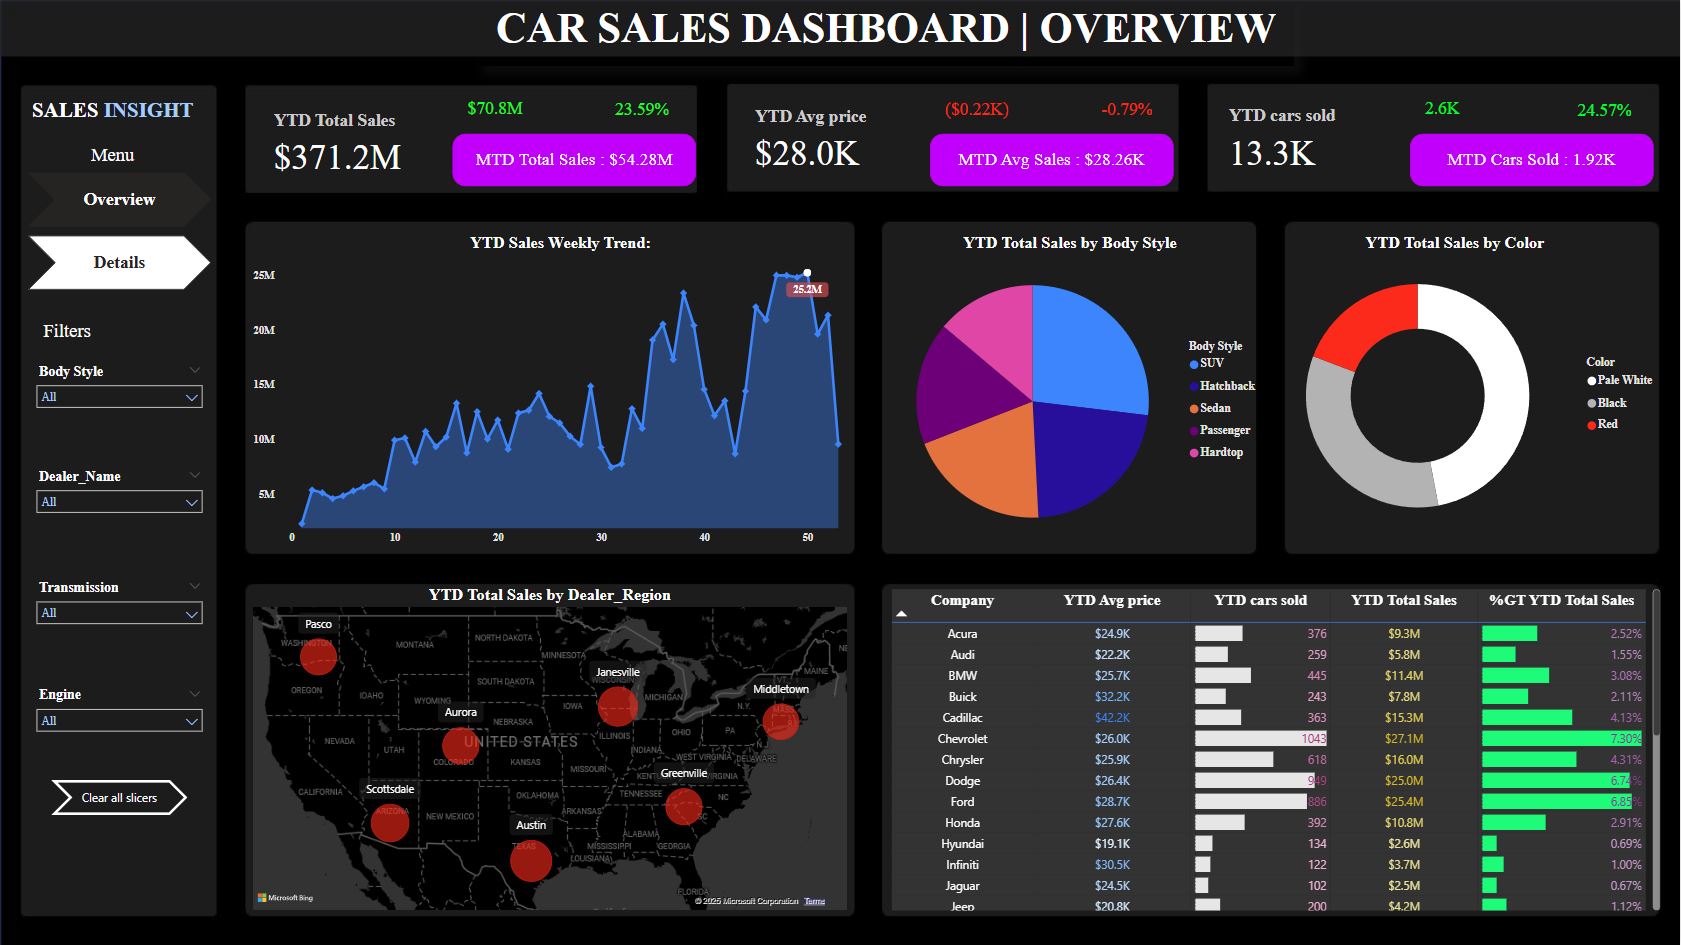 CAR SALES DASHBOARD | OVERVIEW
SALES INSIGHT
Menu
Overview
Details
Filters
Body Style
All
Dealer_Name
All
Transmission
All
Engine
All
Clear all slicers
YTD Total Sales
$371.2M
$70.8M 23.59%
MTD Total Sales : $54.28M
YTD Avg price
$28.0K
($0.22K) -0.79%
MTD Avg Sales : $28.26K
YTD cars sold
13.3K
2.6K 24.57%
MTD Cars Sold : 1.92K
YTD Sales Weekly Trend:
25M
20M
15M
10M
5M
25.2M
0 10 20 30 40 50
YTD Total Sales by Body Style
Body Style
SUV
Hatchback
Sedan
Passenger
Hardtop
YTD Total Sales by Color
Color
Pale White
Black
Red
YTD Total Sales by Dealer_Region
Pasco
WASHINGTON
MONTANA
NORTH DAKOTA
MINNESOTA
OREGON
IDAHO
SOUTH DAKOTA
WYOMING
Janesville
WISCONSIN
MICHIGAN
MAINE
NE
VT
Middletown
MASS
N.Y.
Aurora
NEBRASKA
IOWA
UNITED STATES
NEVADA
UTAH
COLORADO
KANSAS
MISSOURI
ILLINOIS
INDIANA
OHIO
PA
WEST VIRGINIA
DELAWARE
VIRGINIA
Greenville
CALIFORNIA
Scottsdale
ARIZONA
NEW MEXICO
OKLAHOMA
ARKANSAS
TENNESSEE
NC
SC
Austin
TEXAS
MISSISSIPPI
ALABAMA
GEORGIA
LOUISIANA
FLORIDA
Microsoft Bing
© 2025 Microsoft Corporation Terms
Company YTD Avg price YTD cars sold YTD Total Sales %GT YTD Total Sales
Acura $24.9K 376 $9.3M 2.52%
Audi $22.2K 259 $5.8M 1.55%
BMW $25.7K 445 $11.4M 3.08%
Buick $32.2K 243 $7.8M 2.11%
Cadillac $42.2K 363 $15.3M 4.13%
Chevrolet $26.0K 1043 $27.1M 7.30%
Chrysler $25.9K 618 $16.0M 4.31%
Dodge $26.4K 949 $25.0M 6.74%
Ford $28.7K 886 $25.4M 6.85%
Honda $27.6K 392 $10.8M 2.91%
Hyundai $19.1K 134 $2.6M 0.69%
Infiniti $30.5K 122 $3.7M 1.00%
Jaguar $24.5K 102 $2.5M 0.67%
Jeep $20.8K 200 $4.2M 1.12%